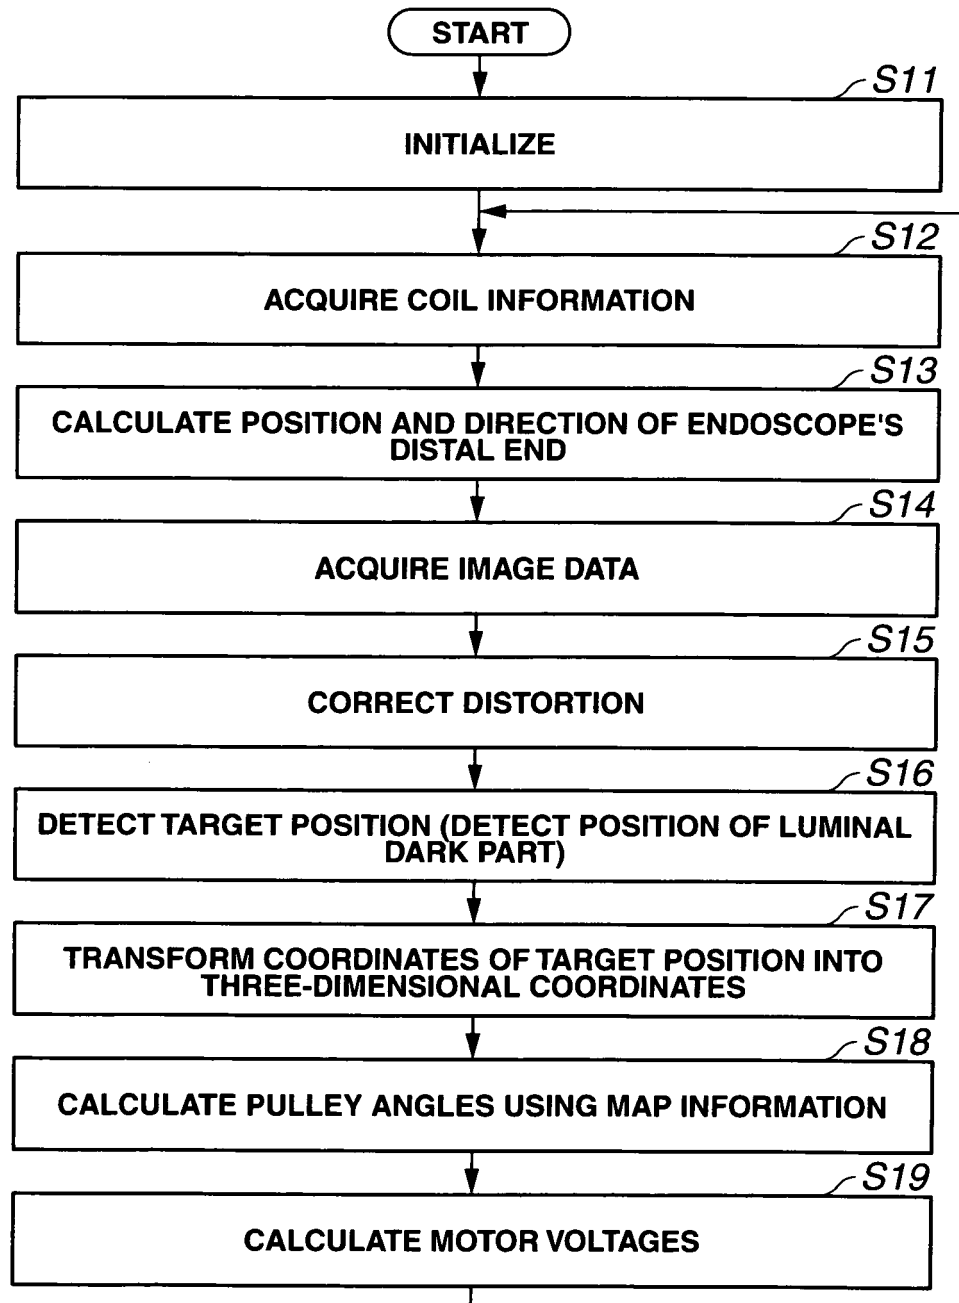 START
S11
INITIALIZE
S12
ACQUIRE COIL INFORMATION
S13
CALCULATE POSITION AND DIRECTION OF ENDOSCOPE'S
DISTAL END
S14
ACQUIRE IMAGE DATA
S15
CORRECT DISTORTION
S16
DETECT TARGET POSITION (DETECT POSITION OF LUMINAL
DARK PART)
S17
TRANSFORM COORDINATES OF TARGET POSITION INTO
THREE-DIMENSIONAL COORDINATES
S18
CALCULATE PULLEY ANGLES USING MAP INFORMATION
S19
CALCULATE MOTOR VOLTAGES